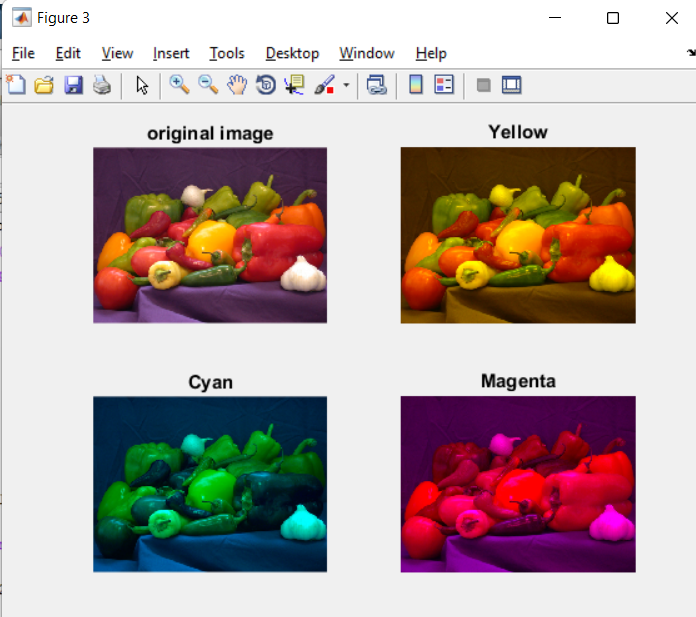 Figure 3
File Edit View Insert Tools Desktop Window Help
original image
Yellow
Cyan
Magenta